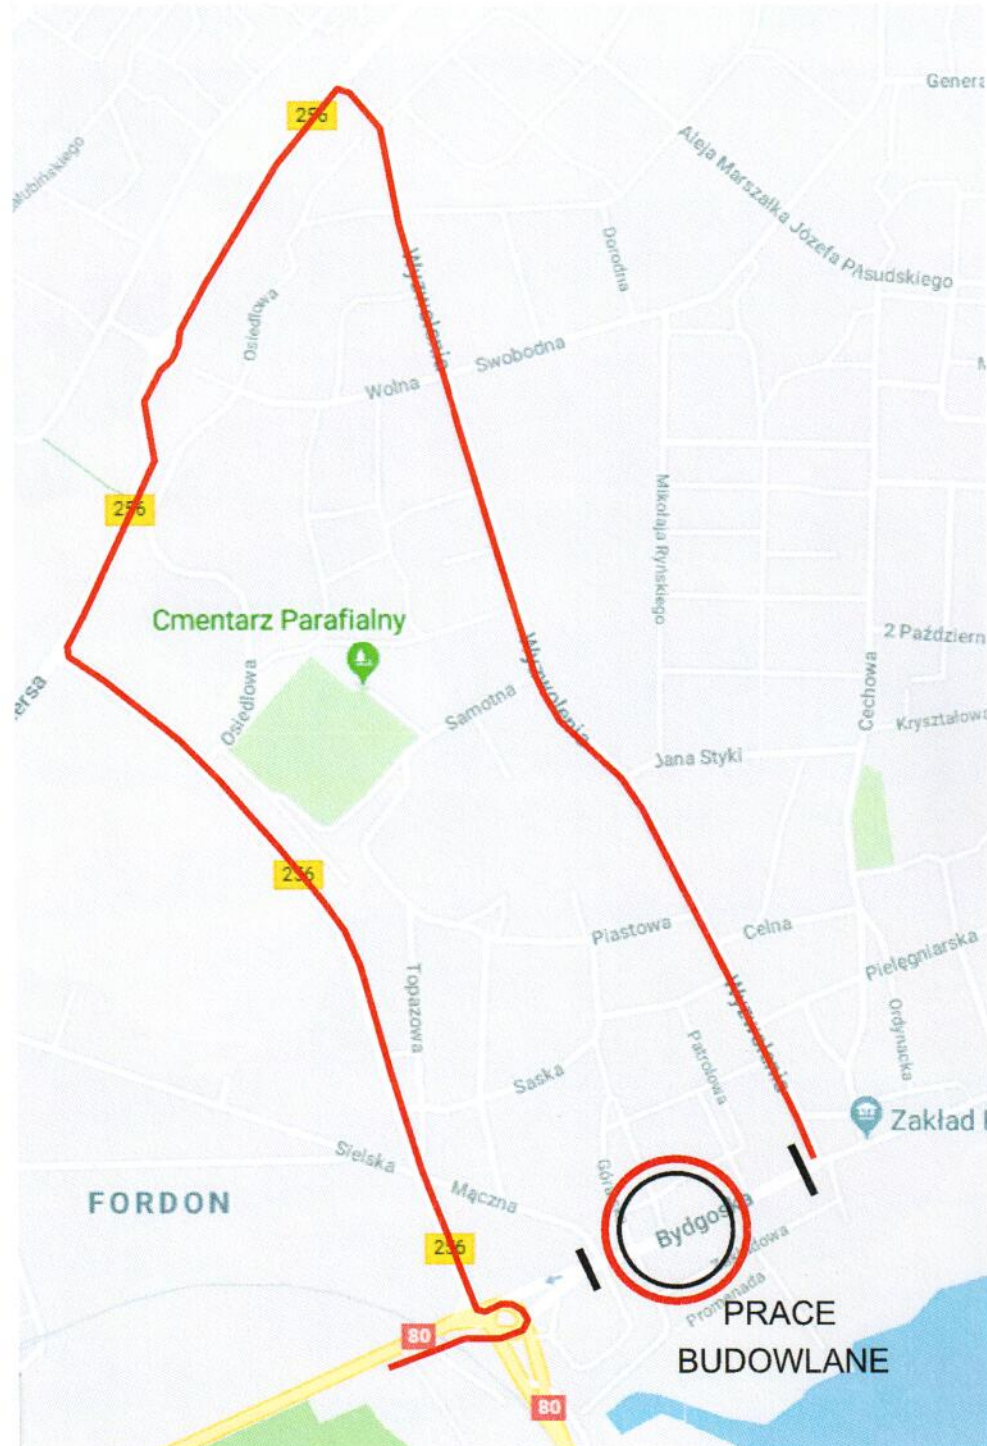 256
Aleja Marszałka Józefa Piłsudskiego
Dorodna
Wyzwolenia
Osiedlowa
Swobodna
Wolna
256
Mikołaja Ryńskiego
Cmentarz Parafialny
2 Październ
Wyzwolenia
Osiedlowa
Samotna
Cechowa
Kryształowa
ersa
Jana Styki
256
Piastowa
Celna
Pielęgniarska
Topazowa
Wyzwolenia
Ordynacka
Patrolowa
Saska
Zakład
Sielska
Mączna
FORDON
Bydgoska
256
Promenada
80
PRACE
BUDOWLANE
80